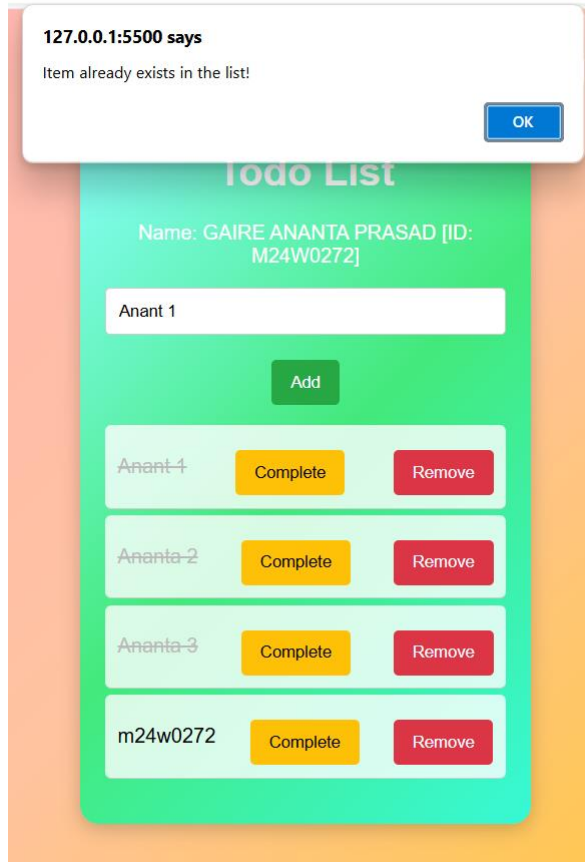 127.0.0.1:5500 says
Item already exists in the list!
OK
Todo List
Name: GAIRE ANANTA PRASAD [ID:
M24W0272]
Anant 1
Add
Anant 1 Complete Remove
Ananta 2 Complete Remove
Ananta 3 Complete Remove
m24w0272 Complete Remove